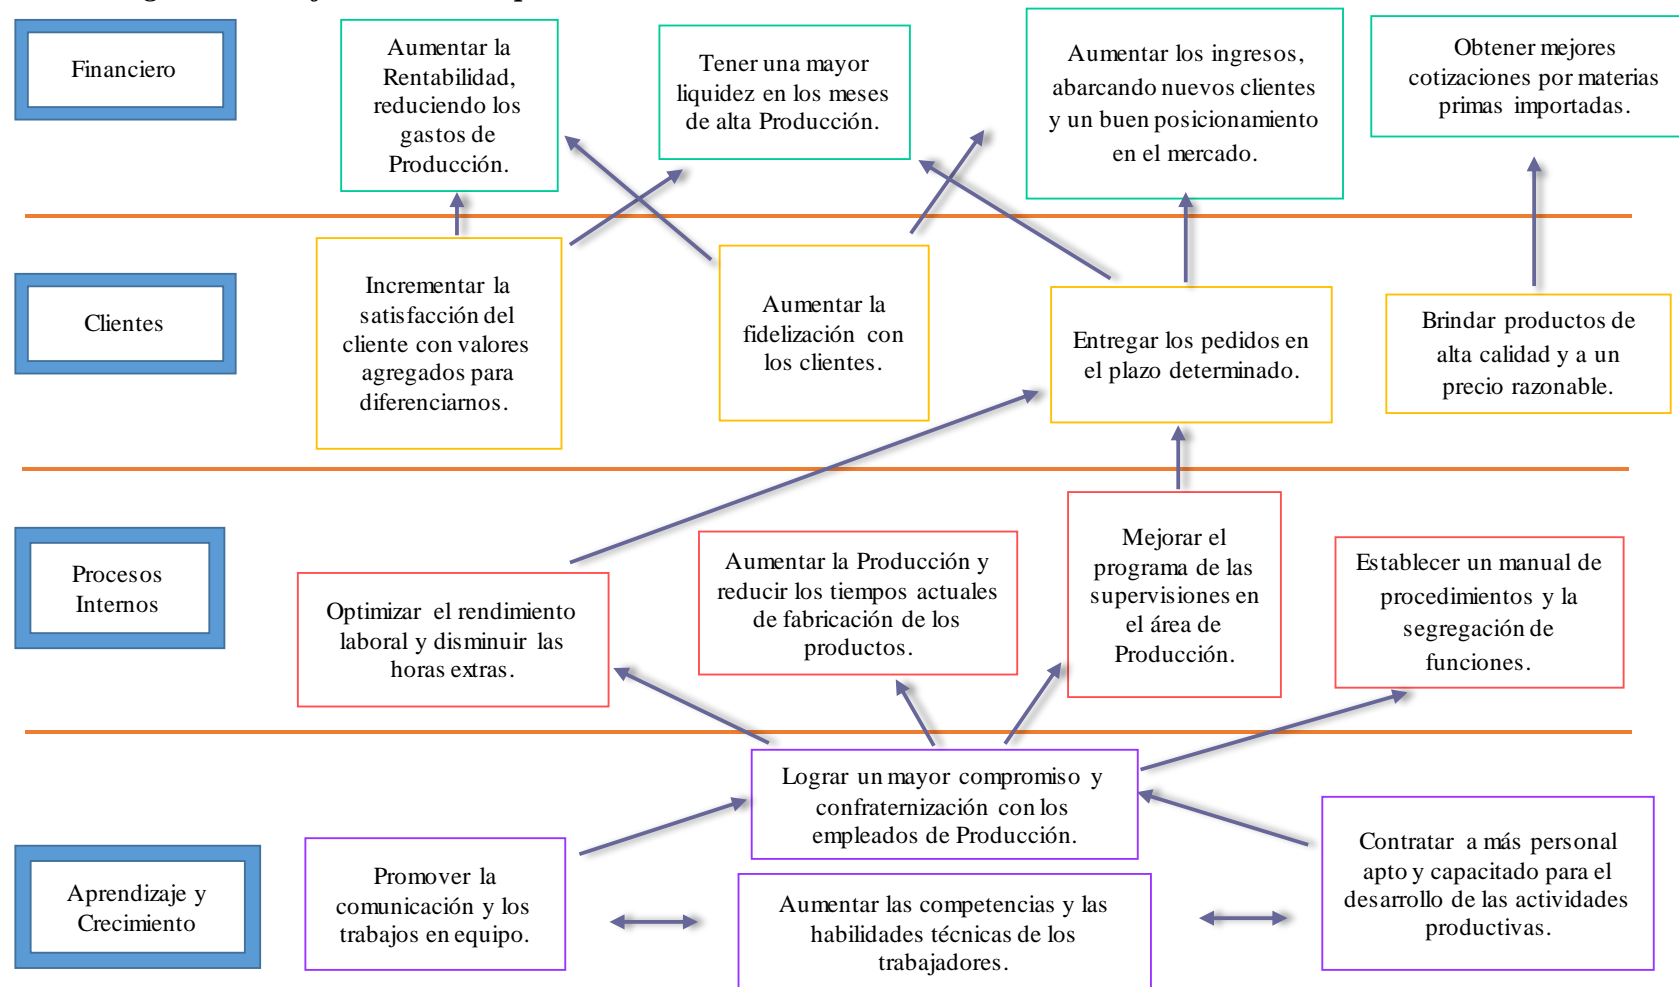 Financiero
Aumentar la
Rentabilidad,
reduciendo los
gastos de
Producción.
Tener una mayor
liquidez en los meses
de alta Producción.
Aumentar los ingresos,
abarcando nuevos clientes
y un buen posicionamiento
en el mercado.
Obtener mejores
cotizaciones por materias
primas importadas.
Clientes
Incrementar la
satisfacción del
cliente con valores
agregados para
diferenciarnos.
Aumentar la
fidelización con
los clientes.
Entregar los pedidos en
el plazo determinado.
Brindar productos de
alta calidad y a un
precio razonable.
Procesos
Internos
Optimizar el rendimiento
laboral y disminuir las
horas extras.
Aumentar la Producción y
reducir los tiempos actuales
de fabricación de los
productos.
Mejorar el
programa de las
supervisiones en
el área de
Producción.
Establecer un manual de
procedimientos y la
segregación de
funciones.
Aprendizaje y
Crecimiento
Promover la
comunicación y los
trabajos en equipo.
Lograr un mayor compromiso y
confraternización con los
empleados de Producción.
Aumentar las competencias y las
habilidades técnicas de los
trabajadores.
Contratar a más personal
apto y capacitado para el
desarrollo de las actividades
productivas.